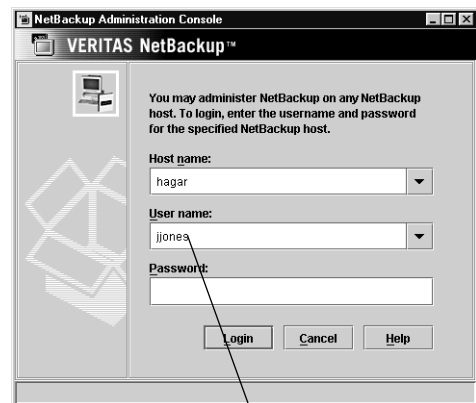 NetBackup Administration Console
VERITAS NetBackup™
You may administer NetBackup on any NetBackup
host. To login, enter the username and password
for the specified NetBackup host.
Host name:
hagar
User name:
jjones
Password:
Login Cancel Help